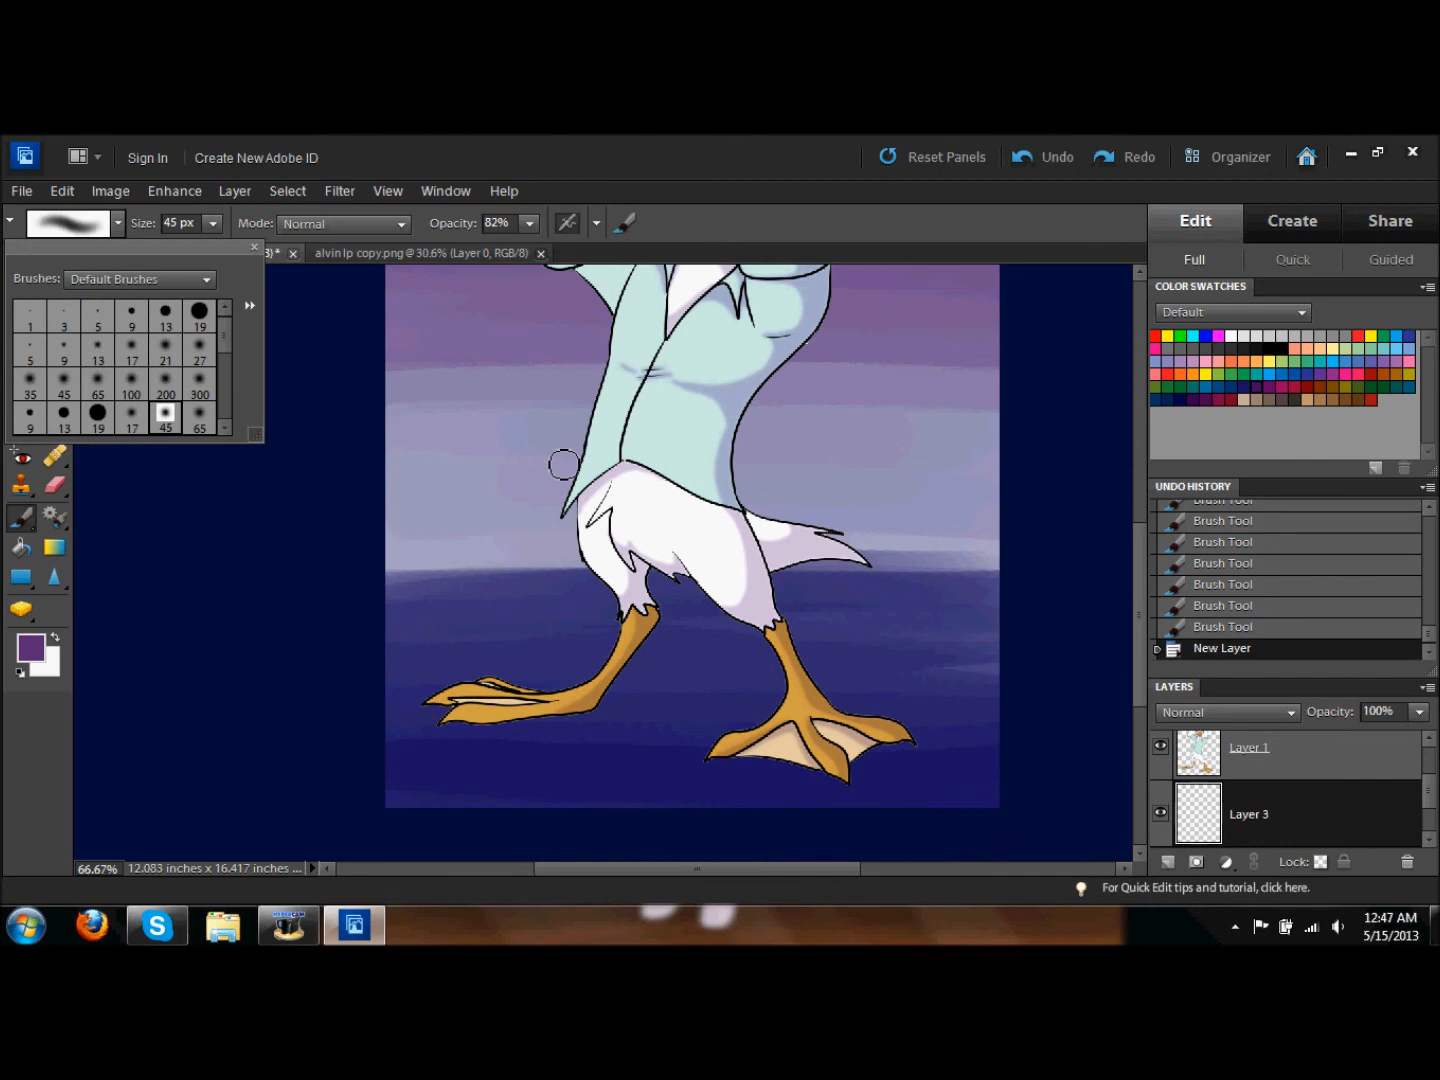 Sign In
Create New Adobe ID
Reset Panels
Undo
Redo
Organizer
File Edit Image Enhance Layer Select Filter View Window Help
Size: 45 px Mode: Normal Opacity: 82%
Edit Create Share
3)* alvin lp copy.png @ 30.6% (Layer 0, RGB/8)
Full Quick Guided
Brushes: Default Brushes
1 3 5 9 13 19
5 9 13 17 21 27
35 45 65 100 200 300
9 13 19 17 45 65
COLOR SWATCHES
Default
UNDO HISTORY
Brush Tool
Brush Tool
Brush Tool
Brush Tool
Brush Tool
Brush Tool
Brush Tool
New Layer
LAYERS
Normal Opacity: 100%
Layer 1
Layer 3
Lock:
66.67% 12.083 inches x 16.417 inches ...
For Quick Edit tips and tutorial, click here.
HYPERCAM
12:47 AM
5/15/2013